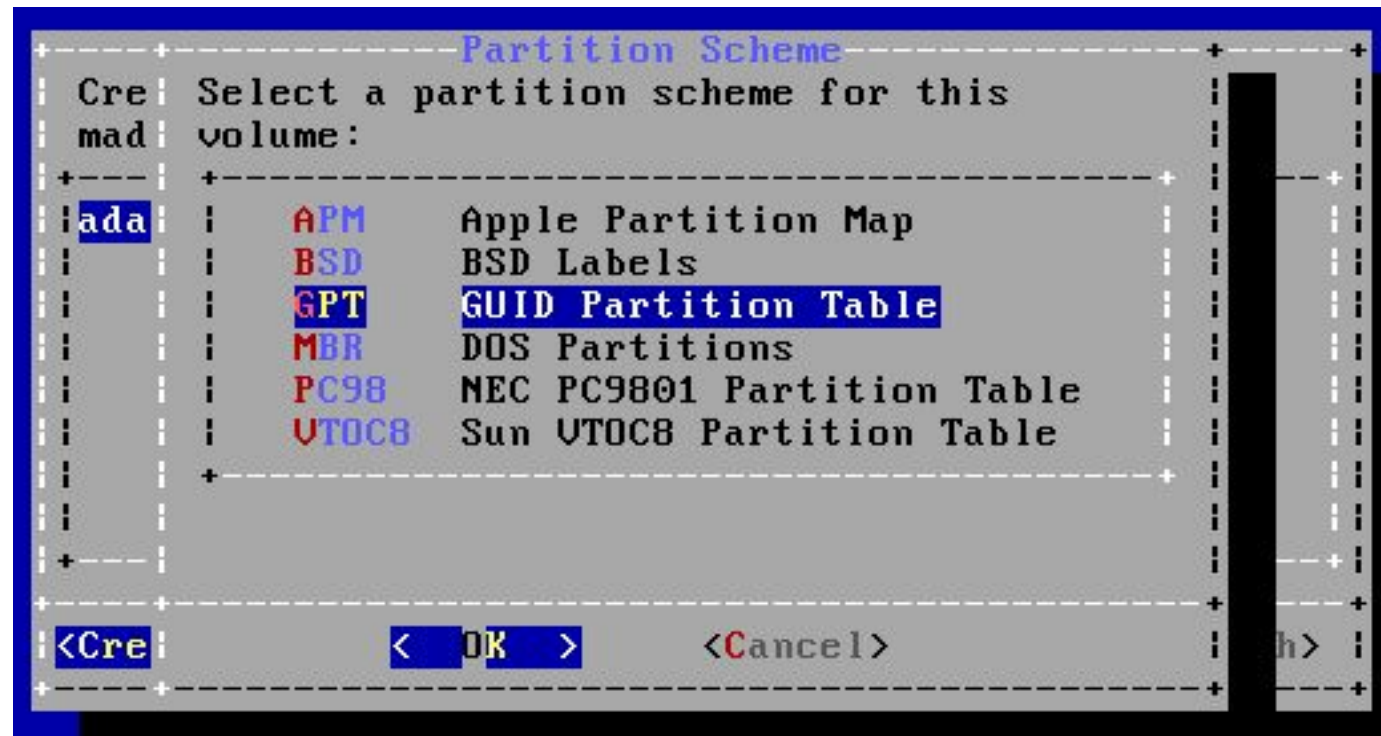 Partition Scheme
Cre Select a partition scheme for this
mad volume:
ada APM Apple Partition Map
BSD BSD Labels
GPT GUID Partition Table
MBR DOS Partitions
PC98 NEC PC9801 Partition Table
VTOC8 Sun VTOC8 Partition Table
<Cre < OK > <Cancel> h>